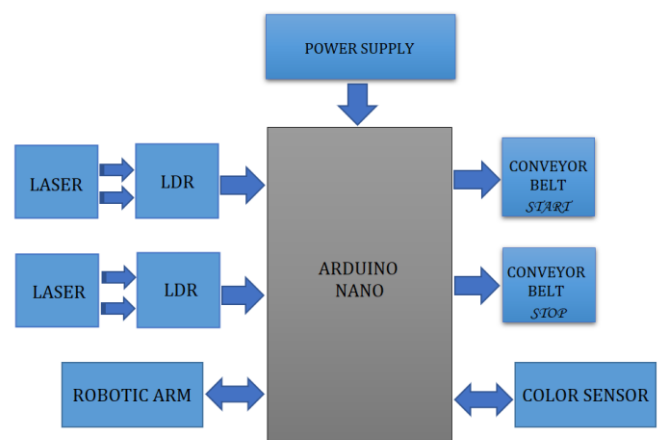 POWER SUPPLY
LASER
LDR
CONVEYOR
BELT
START
LASER
LDR
ARDUINO
NANO
CONVEYOR
BELT
STOP
ROBOTIC ARM
COLOR SENSOR